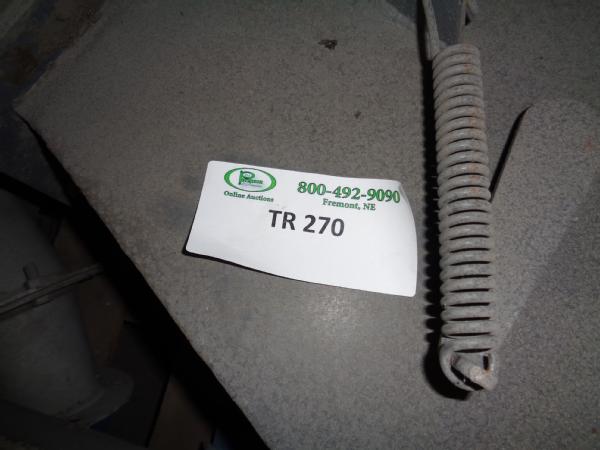 800-492-9090
Online Auctions
Fremont, NE
TR 270